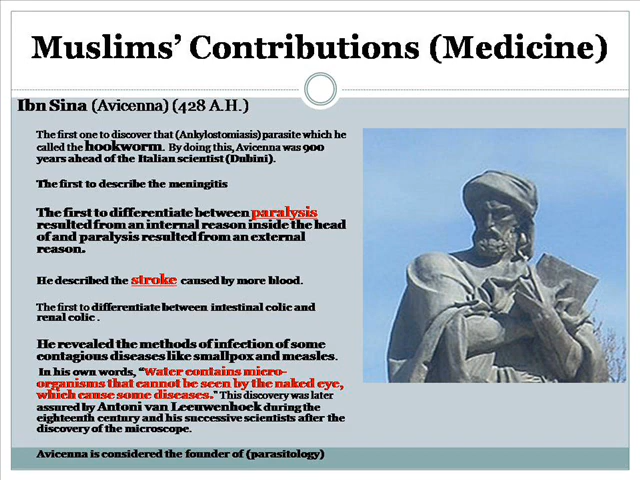 Muslims' Contributions (Medicine)
Ibn Sina (Avicenna) (428 A.H.)
The first one to discover that (Ankylostomiasis) parasite which he
called the hookworm. By doing this, Avicenna was 900
years ahead of the Italian scientist (Dubini).
The first to describe the meningitis
The first to differentiate between paralysis
resulted from an internal reason inside the head
of and paralysis resulted from an external
reason.
He described the stroke caused by more blood.
The first to differentiate between intestinal colic and
renal colic .
He revealed the methods of infection of some
contagious diseases like smallpox and measles.
In his own words, “Water contains micro-
organisms that cannot be seen by the naked eye,
which cause some diseases.” This discovery was later
assured by Antoni van Leeuwenhoek during the
eighteenth century and his successive scientists after the
discovery of the microscope.
Avicenna is considered the founder of (parasitology)